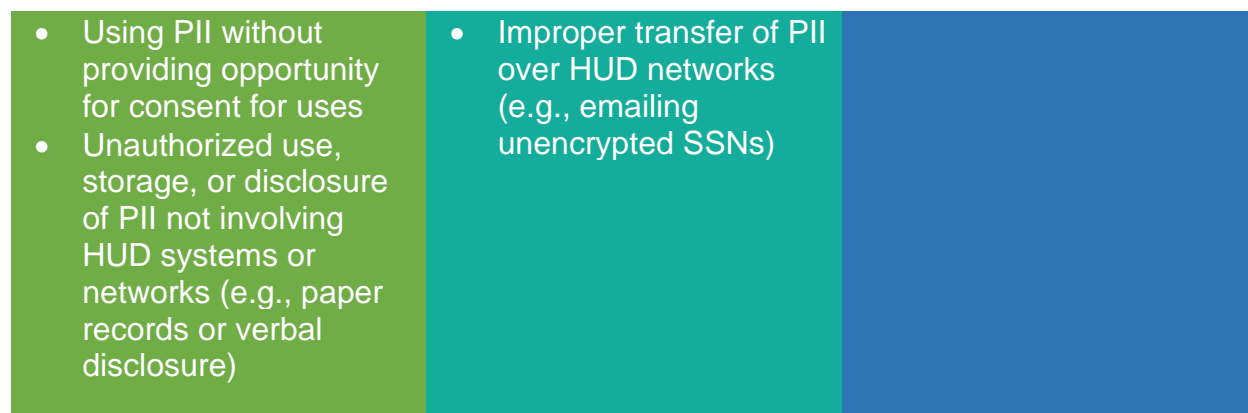 • Using PII without
providing opportunity
for consent for uses
• Unauthorized use,
storage, or disclosure
of PII not involving
HUD systems or
networks (e.g., paper
records or verbal
disclosure)
• Improper transfer of PII
over HUD networks
(e.g., emailing
unencrypted SSNs)